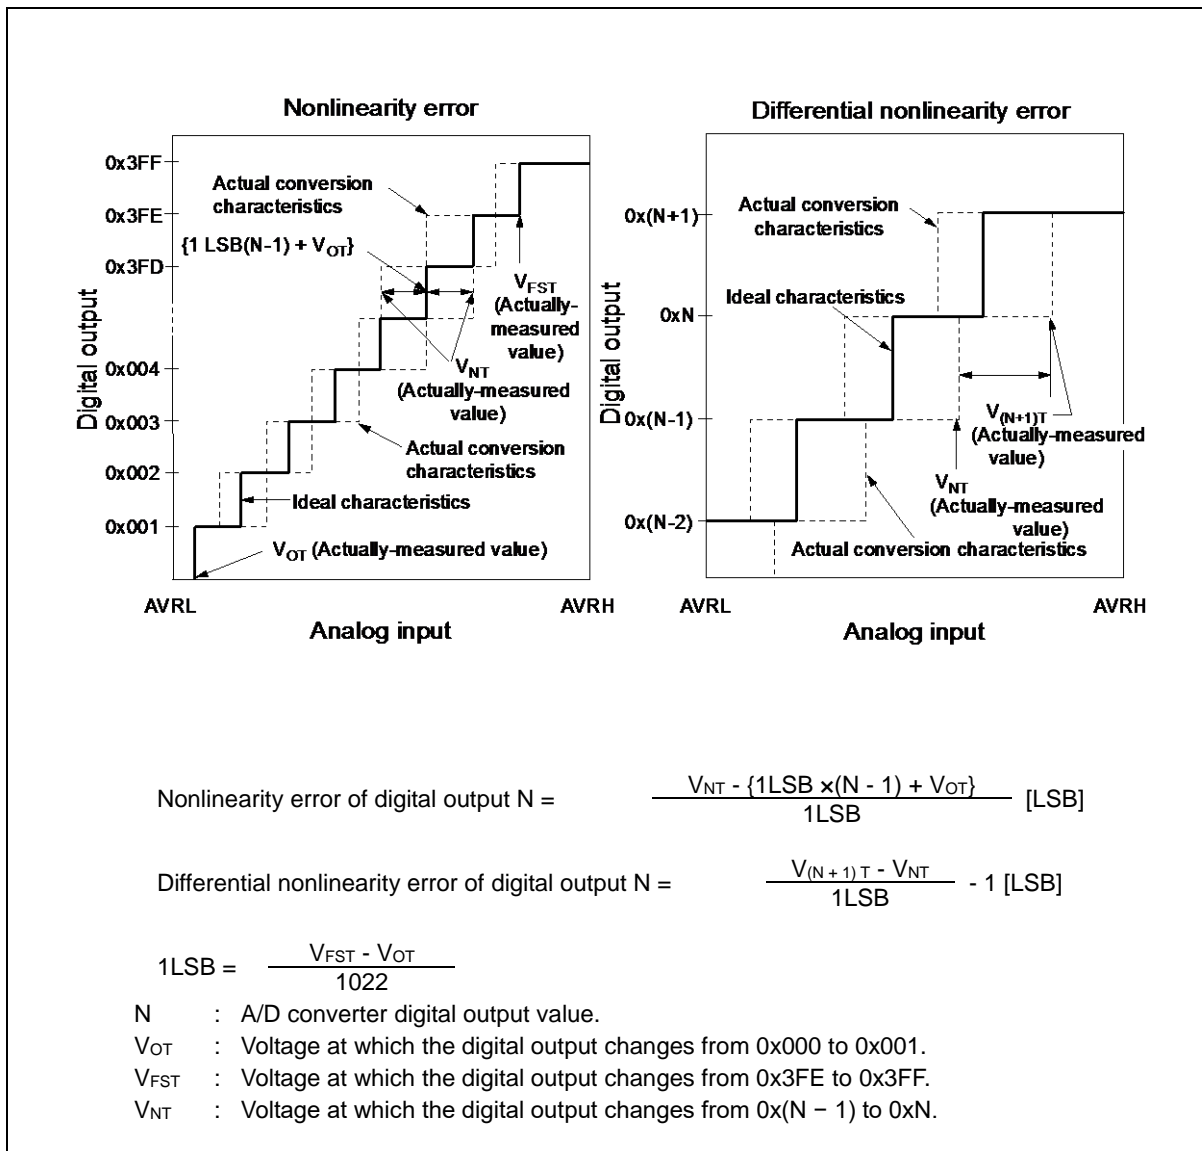 Nonlinearity error
Digital output
0x3FF
0x3FE
0x3FD
0x004
0x003
0x002
0x001
Actual conversion
characteristics
{1 LSB(N-1) + VOT}
VFST
(Actually-
measured
value)
VNT
(Actually-measured
value)
Actual conversion
characteristics
Ideal characteristics
VOT (Actually-measured value)
AVRL
AVRH
Analog input
Differential nonlinearity error
Digital output
0x(N+1)
0xN
0x(N-1)
0x(N-2)
Actual conversion
characteristics
Ideal characteristics
V(N+1)T
(Actually-measured
value)
VNT
(Actually-measured
value)
Actual conversion characteristics
AVRL
AVRH
Analog input
Nonlinearity error of digital output N =
VNT - {1LSB ×(N - 1) + VOT}
1LSB
[LSB]
Differential nonlinearity error of digital output N =
V(N + 1) T - VNT
1LSB
- 1 [LSB]
1LSB =
VFST - VOT
1022
N : A/D converter digital output value.
VOT : Voltage at which the digital output changes from 0x000 to 0x001.
VFST : Voltage at which the digital output changes from 0x3FE to 0x3FF.
VNT : Voltage at which the digital output changes from 0x(N − 1) to 0xN.